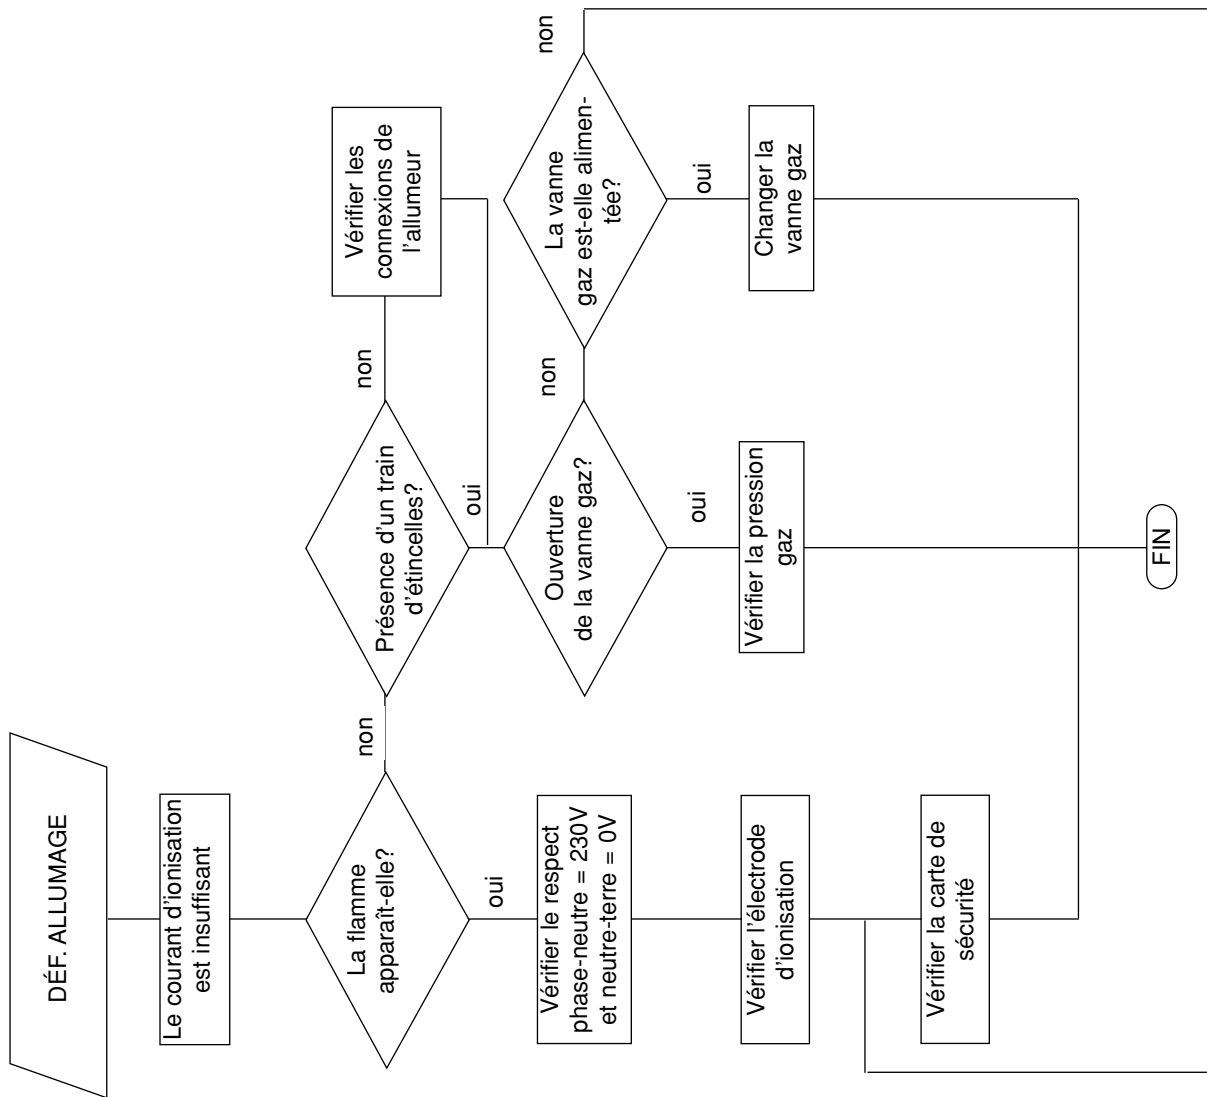 DÉF. ALLUMAGE
Le courant d'ionisation
est insuffisant
La flamme
apparaît-elle?
non
oui
Présence d'un train
d'étincelles?
non
oui
Vérifier les
connexions de
l'allumeur
Vérifier le respect
phase-neutre = 230V
et neutre-terre = 0V
Ouverture
de la vanne gaz?
non
oui
La vanne
gaz est-elle alimen-
tée?
non
oui
Vérifier l'électrode
d'ionisation
Vérifier la pression
gaz
Changer la
vanne gaz
Vérifier la carte de
sécurité
FIN